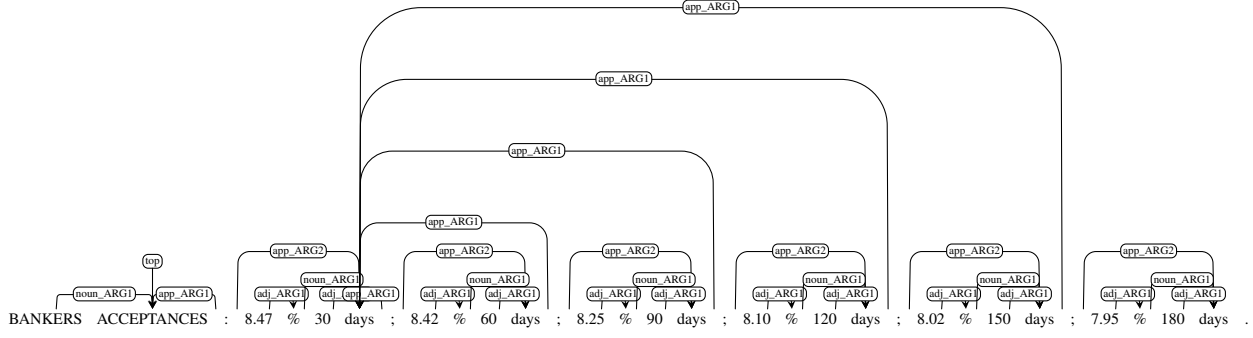 app_ARG1
app_ARG1
app_ARG1
app_ARG1
app_ARG2 app_ARG2 app_ARG2 app_ARG2 app_ARG2 app_ARG2
top
noun_ARG1 noun_ARG1 noun_ARG1 noun_ARG1 noun_ARG1 noun_ARG1
noun_ARG1 app_ARG1 adj_ARG1 app_ARG1 adj_ARG1 adj_ARG1 adj_ARG1 adj_ARG1 adj_ARG1 adj_ARG1 adj_ARG1 adj_ARG1 adj_ARG1 adj_ARG1
BANKERS ACCEPTANCES : 8.47 % 30 days ; 8.42 % 60 days ; 8.25 % 90 days ; 8.10 % 120 days ; 8.02 % 150 days ; 7.95 % 180 days .